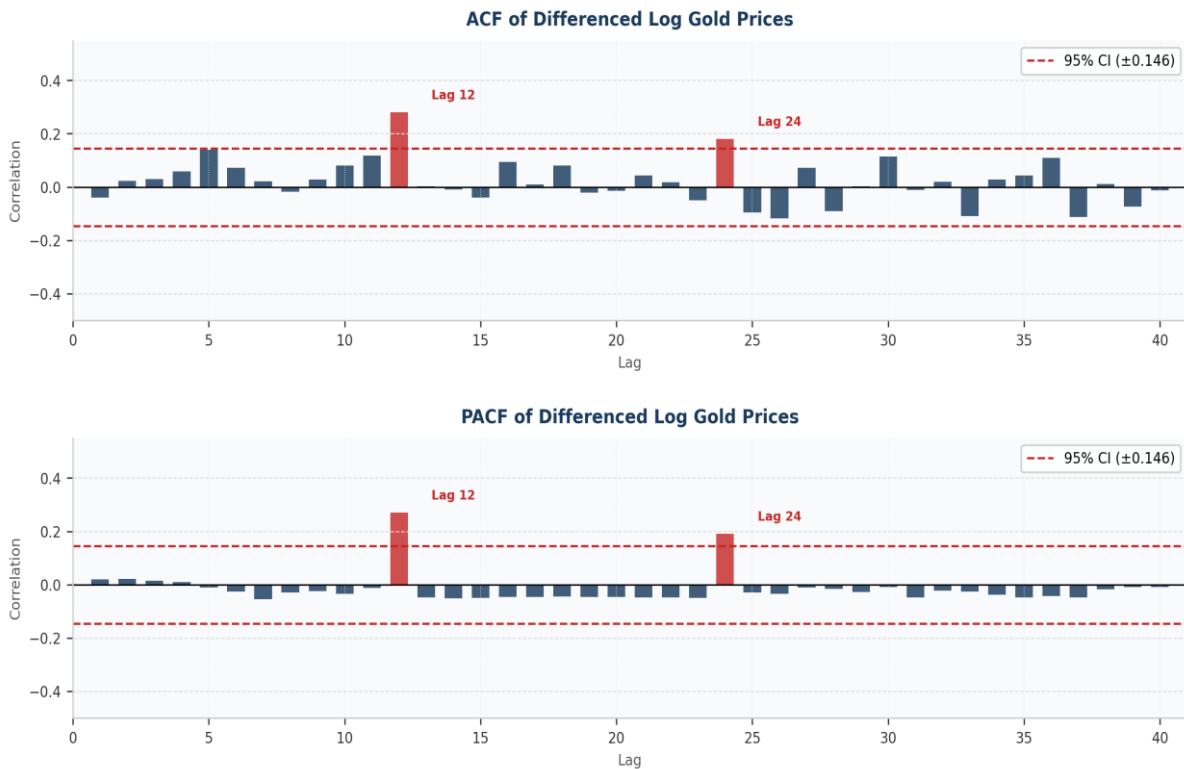 ACF of Differenced Log Gold Prices
95% CI (±0.146)
Lag 12
Lag 24
0.4
0.2
0.0
−0.2
−0.4
Correlation
0 5 10 15 20 25 30 35 40
Lag
PACF of Differenced Log Gold Prices
95% CI (±0.146)
Lag 12
Lag 24
0.4
0.2
0.0
−0.2
−0.4
Correlation
0 5 10 15 20 25 30 35 40
Lag